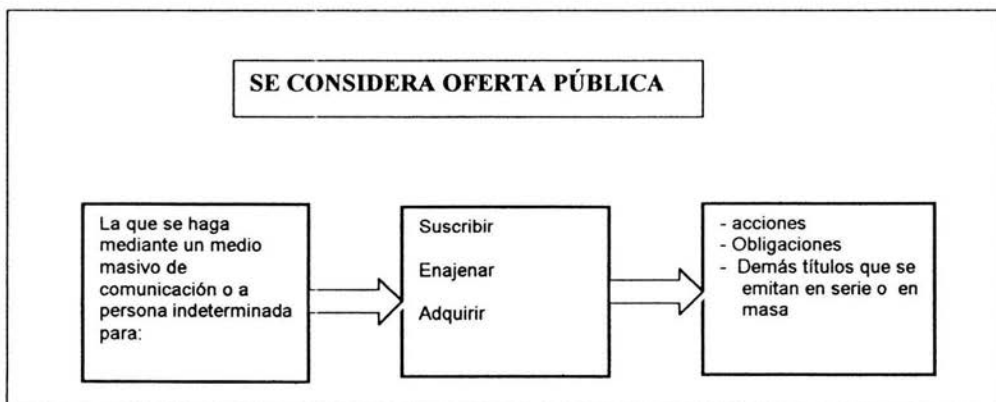 SE CONSIDERA OFERTA PÚBLICA
La que se haga
mediante un medio
masivo de
comunicación o a
persona indeterminada
para:
Suscribir
Enajenar
Adquirir
- acciones
- Obligaciones
- Demás títulos que se
emitan en serie o en
masa